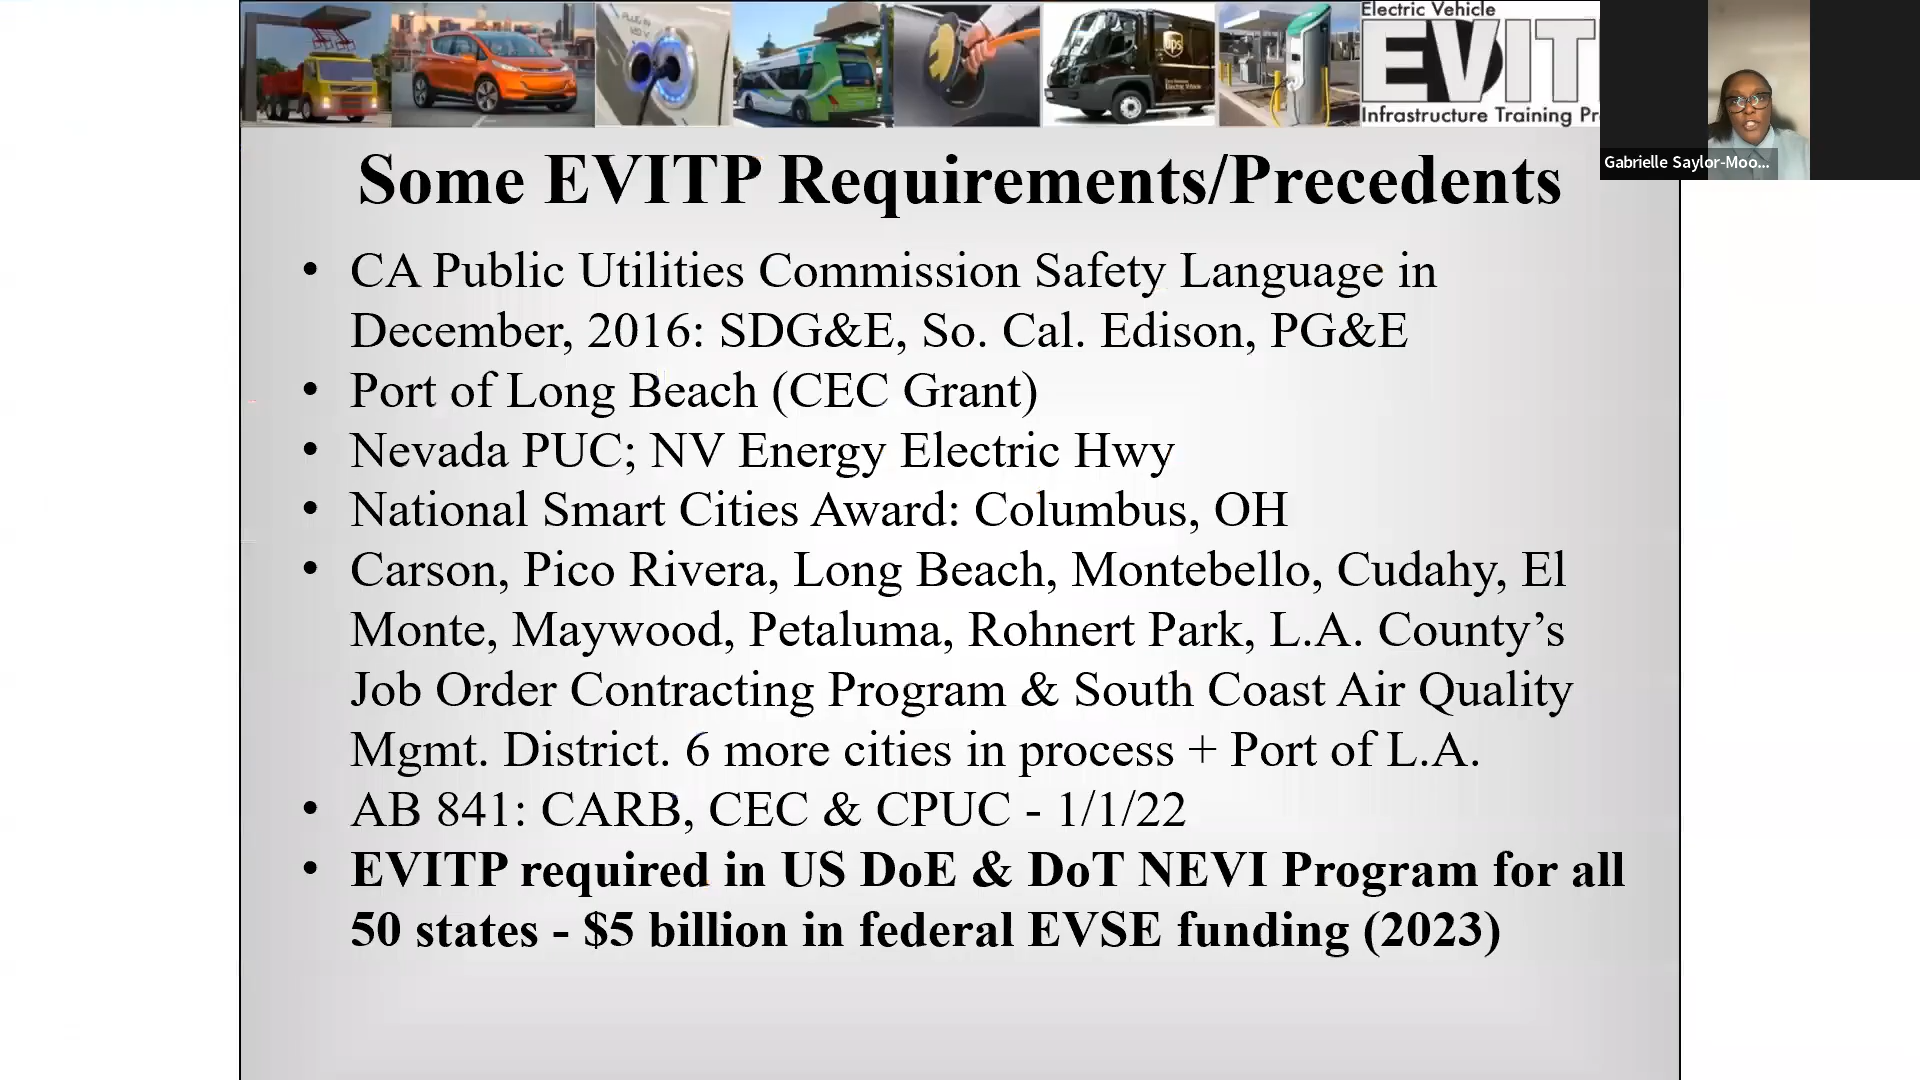 PLUG IN
120 V
ups
Electric Vehicle
EVIT
Infrastructure Training Pr
Gabrielle Saylor-Moo...
Some EVITP Requirements/Precedents
• CA Public Utilities Commission Safety Language in
December, 2016: SDG&E, So. Cal. Edison, PG&E
• Port of Long Beach (CEC Grant)
• Nevada PUC; NV Energy Electric Hwy
• National Smart Cities Award: Columbus, OH
• Carson, Pico Rivera, Long Beach, Montebello, Cudahy, El
Monte, Maywood, Petaluma, Rohnert Park, L.A. County’s
Job Order Contracting Program & South Coast Air Quality
Mgmt. District. 6 more cities in process + Port of L.A.
• AB 841: CARB, CEC & CPUC - 1/1/22
• EVITP required in US DoE & DoT NEVI Program for all
50 states - $5 billion in federal EVSE funding (2023)